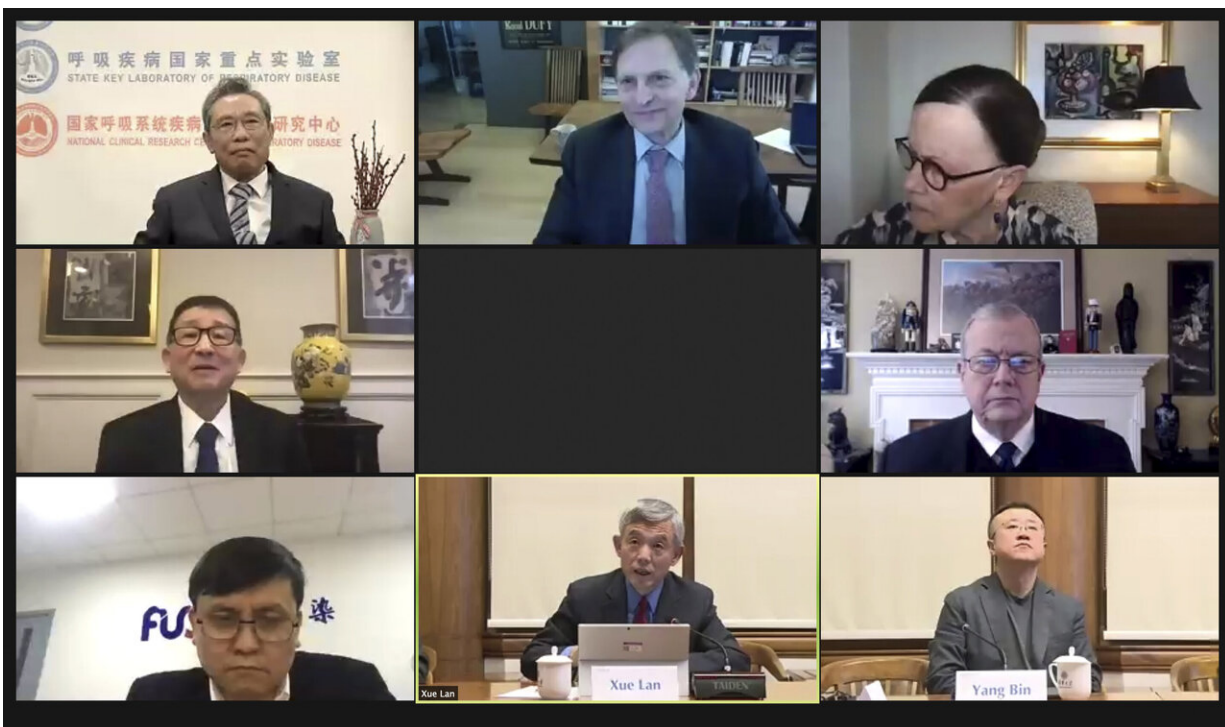 呼吸疾病国家重点实验室
STATE KEY LABORATORY OF RESPIRATORY DISEASE
国家呼吸系统疾病 研究中心
NATIONAL CLINICAL RESEARCH RATORY DISEASE
DUFY
染
Xue Lan
Xue Lan
TAIDEN
Yang Bin